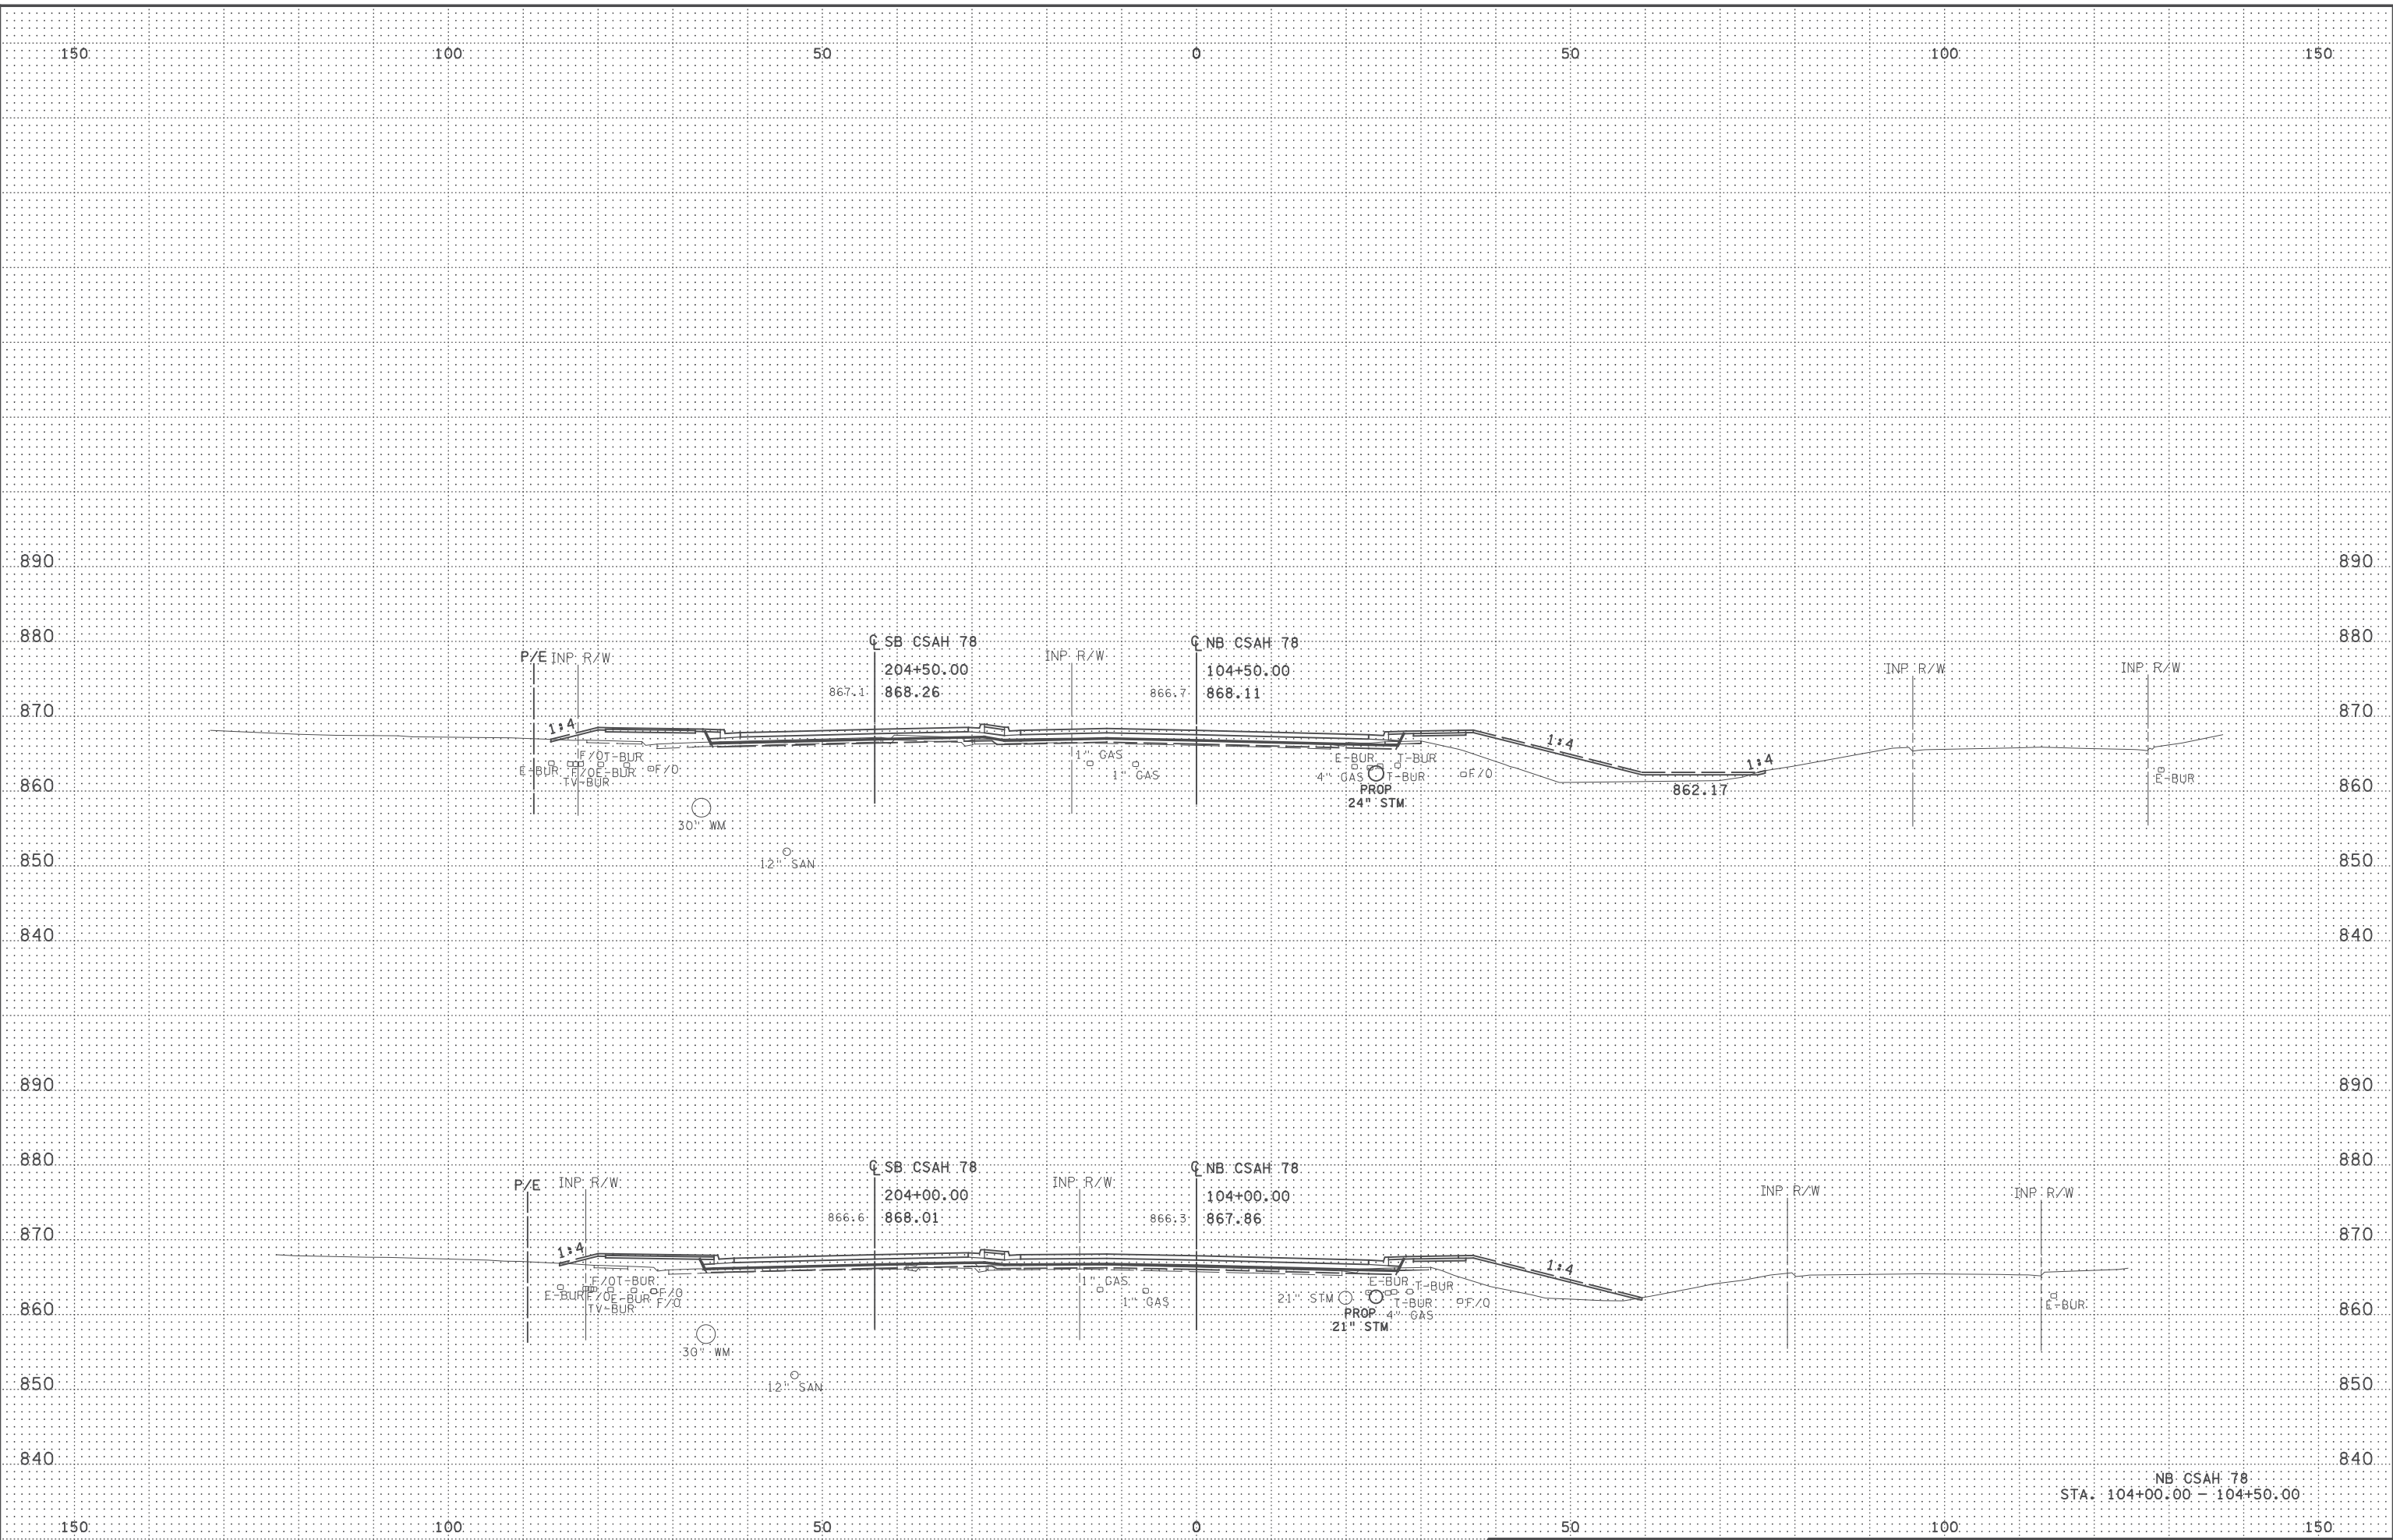 150 100 50 0 50 100 150
890 890
880 880
℄ SB CSAH 78 ℄ NB CSAH 78
P/E INP R/W INP R/W INP R/W INP R/W
204+50.00 104+50.00
867.1 868.26 866.7 868.11
870 870
1:4 1:4 1:4
F/O T-BUR 1" GAS E-BUR T-BUR
E-BUR F/O E-BUR F/O 1" GAS 4" GAS T-BUR F/O E-BUR
TV-BUR
860 860
PROP 862.17
24" STM
30" WM
12" SAN
850 850
840 840
890 890
880 880
℄ SB CSAH 78 ℄ NB CSAH 78
P/E INP R/W INP R/W INP R/W INP R/W
204+00.00 104+00.00
866.6 868.01 866.3 867.86
870 870
1:4 1:4
F/O T-BUR 1" GAS E-BUR T-BUR
E-BUR F/O E-BUR F/O 1" GAS 21" STM T-BUR F/O E-BUR
TV-BUR F/O
860 860
PROP 4" GAS
21" STM
30" WM
12" SAN
850 850
840 840
NB CSAH 78
STA. 104+00.00 - 104+50.00
150 100 50 0 50 100 150